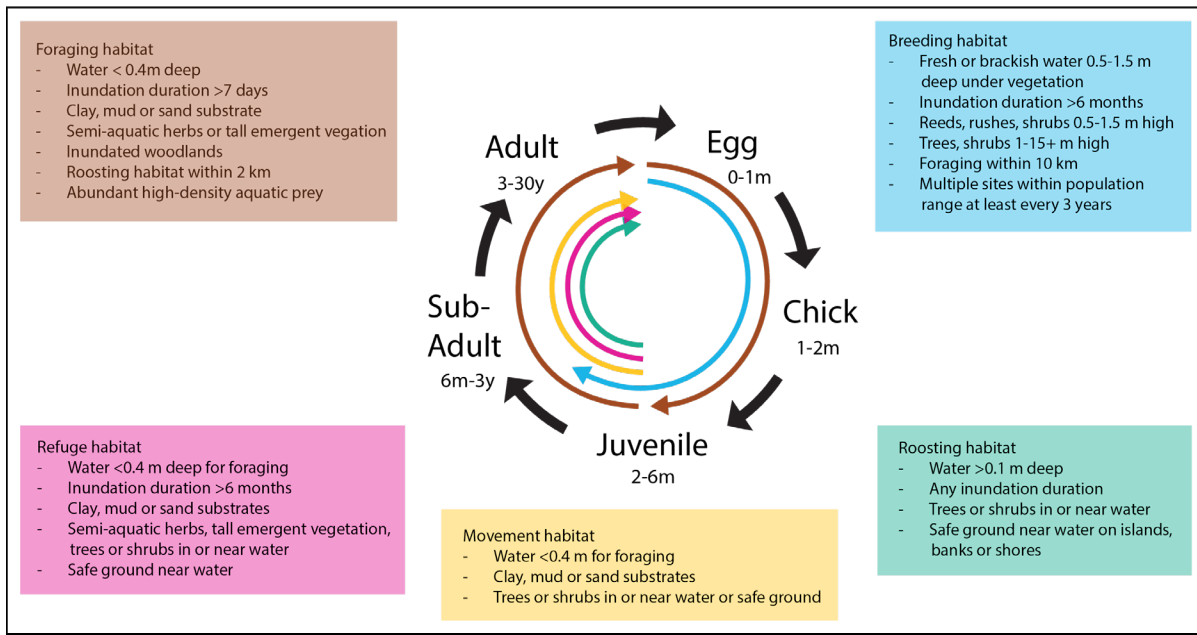 Foraging habitat
- Water < 0.4m deep
- Inundation duration >7 days
- Clay, mud or sand substrate
- Semi-aquatic herbs or tall emergent vegation
- Inundated woodlands
- Roosting habitat within 2 km
- Abundant high-density aquatic prey
Breeding habitat
- Fresh or brackish water 0.5-1.5 m
deep under vegetation
- Inundation duration >6 months
- Reeds, rushes, shrubs 0.5-1.5 m high
- Trees, shrubs 1-15+ m high
- Foraging within 10 km
- Multiple sites within population
range at least every 3 years
Adult
3-30y
Egg
0-1m
Chick
1-2m
Juvenile
2-6m
Sub-
Adult
6m-3y
Refuge habitat
- Water <0.4 m deep for foraging
- Inundation duration >6 months
- Clay, mud or sand substrates
- Semi-aquatic herbs, tall emergent vegetation,
trees or shrubs in or near water
- Safe ground near water
Movement habitat
- Water <0.4 m for foraging
- Clay, mud or sand substrates
- Trees or shrubs in or near water or safe ground
Roosting habitat
- Water >0.1 m deep
- Any inundation duration
- Trees or shrubs in or near water
- Safe ground near water on islands,
banks or shores